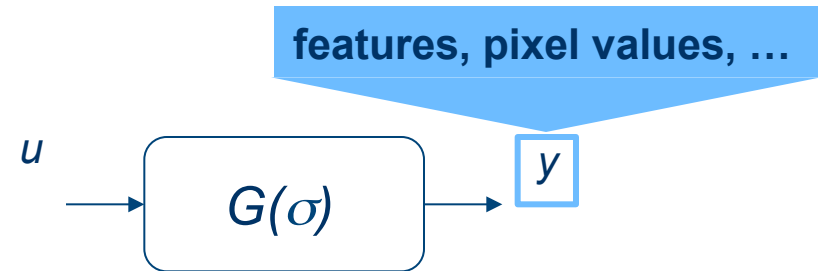 features, pixel values, …
u
G(σ)
y